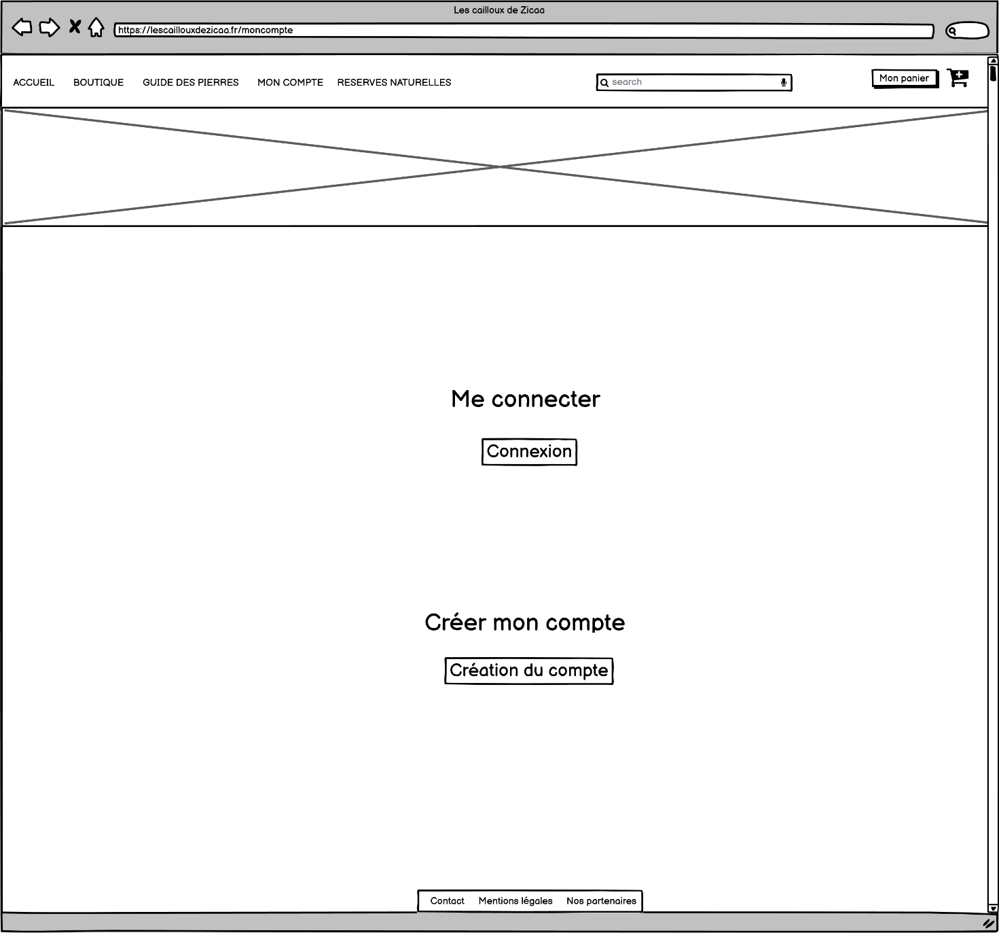 Les cailloux de Zicaa
https://lescaillouxdezicaa.fr/moncompte
ACCUEIL BOUTIQUE GUIDE DES PIERRES MON COMPTE RESERVES NATURELLES search Mon panier
Me connecter
Connexion
Créer mon compte
Création du compte
Contact Mentions légales Nos partenaires